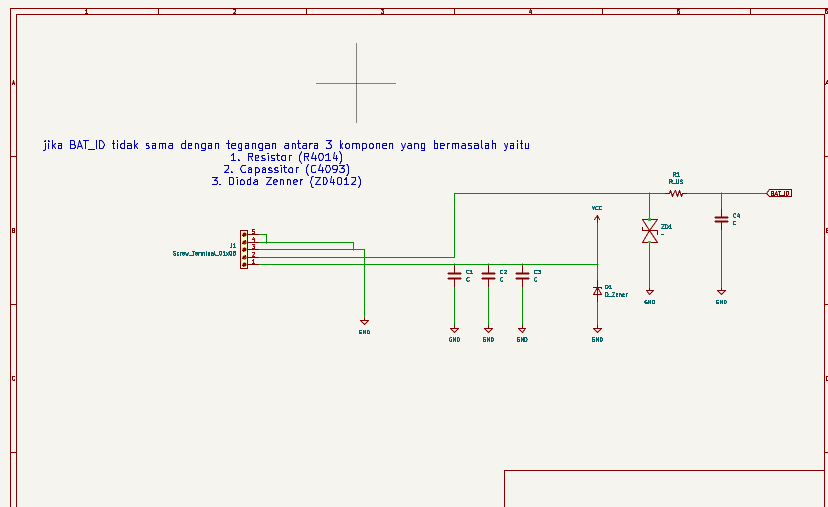 1 2 3 4 5 6
A A
jika BAT_ID tidak sama dengan tegangan antara 3 komponen yang bermasalah yaitu
1. Resistor (R4014)
2. Capassitor (C4093)
3. Dioda Zenner (ZD4012)
R1
R_US
BAT_ID
VCC
C4
C
ZD1
B B
5
4
3
2
1
J1
Screw_Terminal_01x05
C1
C
C2
C
C3
C
D1
D_Zener
GND
GND
GND
GND
GND
GND
GND
C